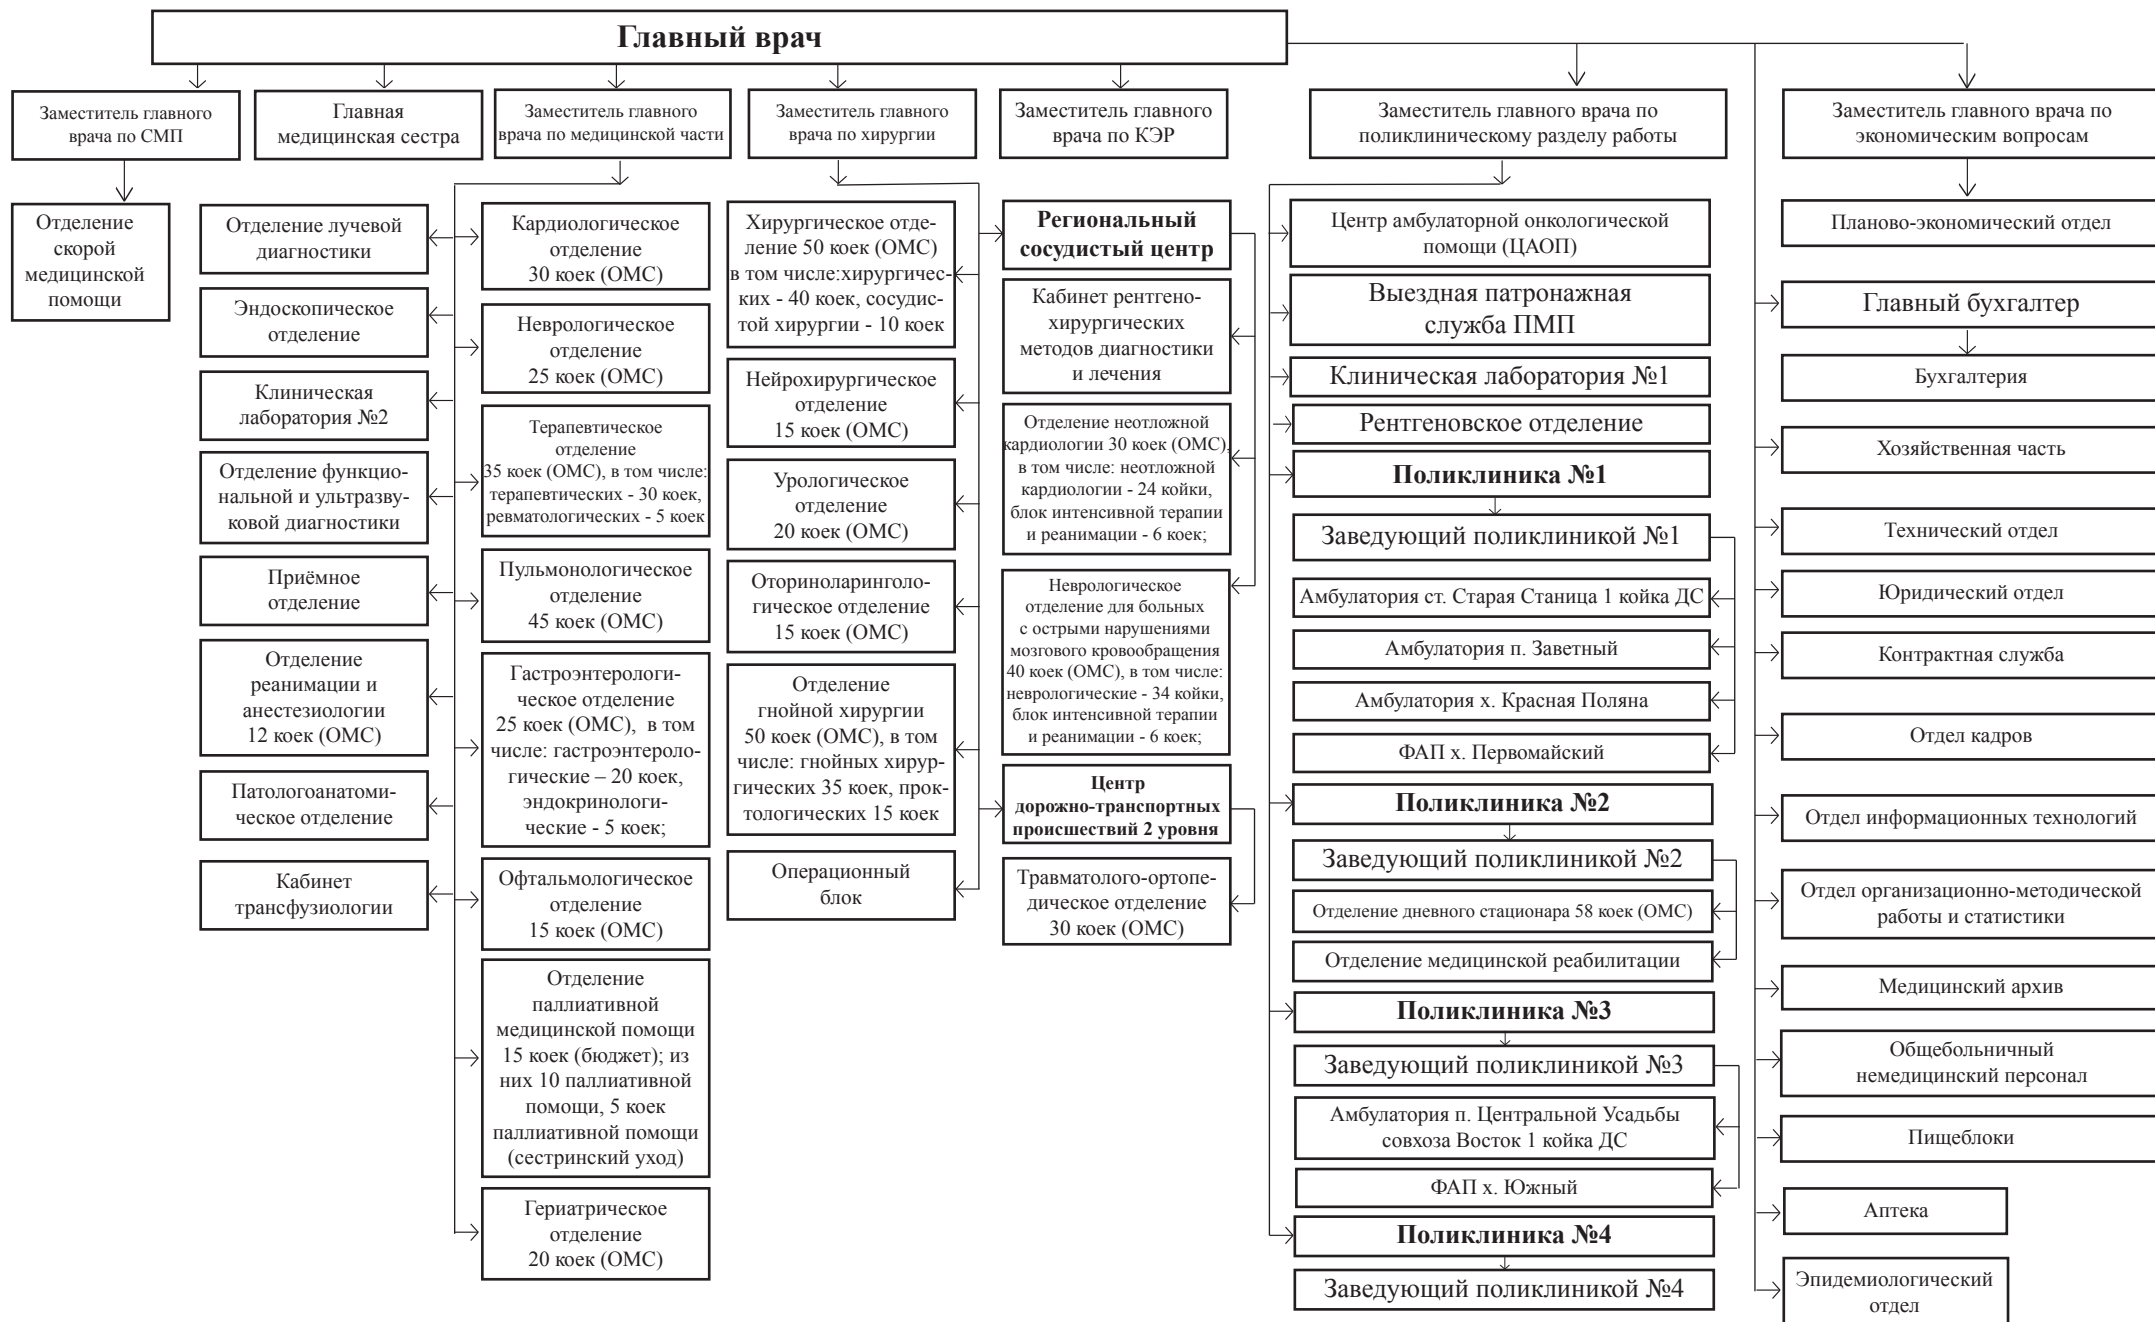 Главный врач
Заместитель главного
врача по СМП
Главная
медицинская сестра
Заместитель главного
врача по медицинской части
Заместитель главного
врача по хирургии
Заместитель главного
врача по КЭР
Заместитель главного врача по
поликлиническому разделу работы
Заместитель главного врача по
экономическим вопросам
Отделение
скорой
медицинской
помощи
Отделение лучевой
диагностики
Эндоскопическое
отделение
Клиническая
лаборатория №2
Отделение функцио-
нальной и ультразву-
ковой диагностики
Приёмное
отделение
Отделение
реанимации и
анестезиологии
12 коек (ОМС)
Патологоанатоми-
ческое отделение
Кабинет
трансфузиологии
Кардиологическое
отделение
30 коек (ОМС)
Неврологическое
отделение
25 коек (ОМС)
Терапевтическое
отделение
35 коек (ОМС), в том числе:
терапевтических - 30 коек,
ревматологических - 5 коек
Пульмонологическое
отделение
45 коек (ОМС)
Гастроэнтерологи-
ческое отделение
25 коек (ОМС), в том
числе: гастроэнтероло-
гические – 20 коек,
эндокринологи-
ческие - 5 коек;
Офтальмологическое
отделение
15 коек (ОМС)
Отделение
паллиативной
медицинской помощи
15 коек (бюджет); из
них 10 паллиативной
помощи, 5 коек
паллиативной помощи
(сестринский уход)
Гериатрическое
отделение
20 коек (ОМС)
Хирургическое отде-
ление 50 коек (ОМС)
в том числе:хирургичес-
ких - 40 коек, сосудис-
той хирургии - 10 коек
Нейрохирургическое
отделение
15 коек (ОМС)
Урологическое
отделение
20 коек (ОМС)
Оториноларинголо-
гическое отделение
15 коек (ОМС)
Отделение
гнойной хирургии
50 коек (ОМС), в том
числе: гнойных хирур-
гических 35 коек, прок-
тологических 15 коек
Операционный
блок
Региональный
сосудистый центр
Кабинет рентгено-
хирургических
методов диагностики
и лечения
Отделение неотложной
кардиологии 30 коек (ОМС),
в том числе: неотложной
кардиологии - 24 койки,
блок интенсивной терапии
и реанимации - 6 коек;
Неврологическое
отделение для больных
с острыми нарушениями
мозгового кровообращения
40 коек (ОМС), в том числе:
неврологические - 34 койки,
блок интенсивной терапии
и реанимации - 6 коек;
Центр
дорожно-транспортных
происшествий 2 уровня
Травматолого-ортопе-
дическое отделение
30 коек (ОМС)
Центр амбулаторной онкологической
помощи (ЦАОП)
Выездная патронажная
служба ПМП
Клиническая лаборатория №1
Рентгеновское отделение
Поликлиника №1
Заведующий поликлиникой №1
Амбулатория ст. Старая Станица 1 койка ДС
Амбулатория п. Заветный
Амбулатория х. Красная Поляна
ФАП х. Первомайский
Поликлиника №2
Заведующий поликлиникой №2
Отделение дневного стационара 58 коек (ОМС)
Отделение медицинской реабилитации
Поликлиника №3
Заведующий поликлиникой №3
Амбулатория п. Центральной Усадьбы
совхоза Восток 1 койка ДС
ФАП х. Южный
Поликлиника №4
Заведующий поликлиникой №4
Планово-экономический отдел
Главный бухгалтер
Бухгалтерия
Хозяйственная часть
Технический отдел
Юридический отдел
Контрактная служба
Отдел кадров
Отдел информационных технологий
Отдел организационно-методической
работы и статистики
Медицинский архив
Общебольничный
немедицинский персонал
Пищеблоки
Аптека
Эпидемиологический
отдел